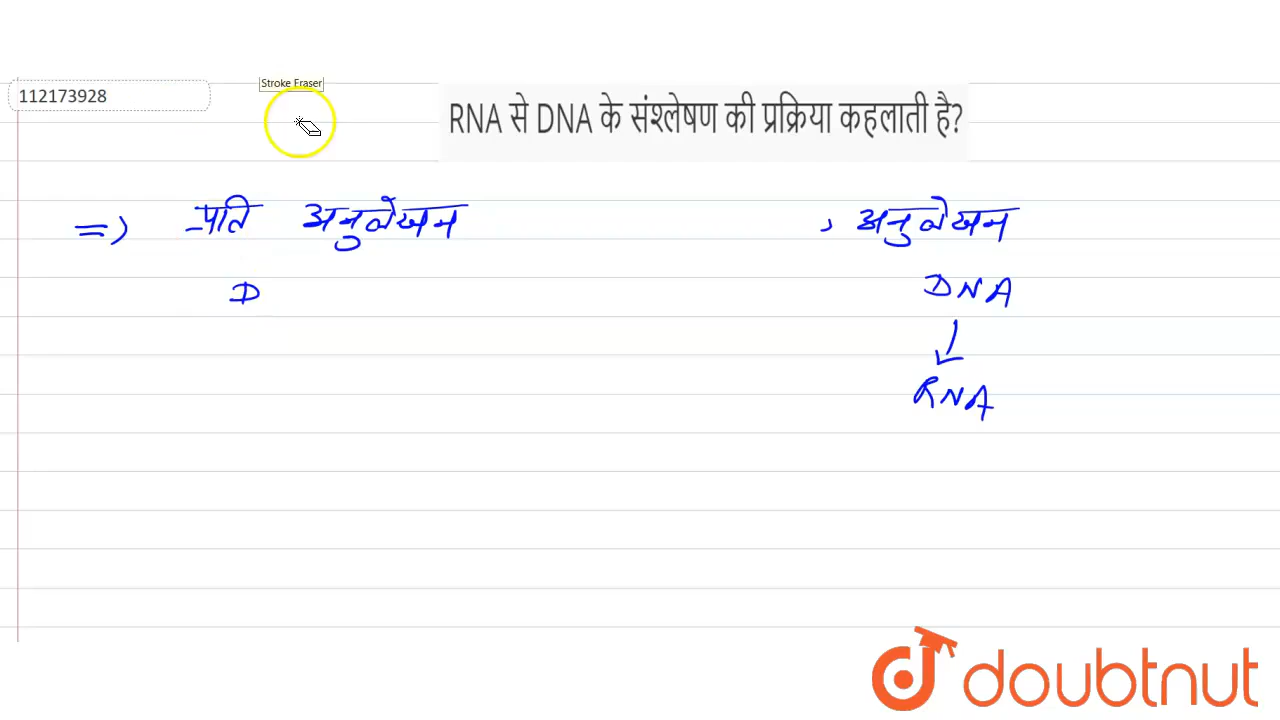 Stroke Eraser
112173928
RNA से DNA के संश्लेषण की प्रक्रिया कहलाती है?
=> प्रति अनुलेखन , अनुलेखन
D DNA
RNA
doubtnut